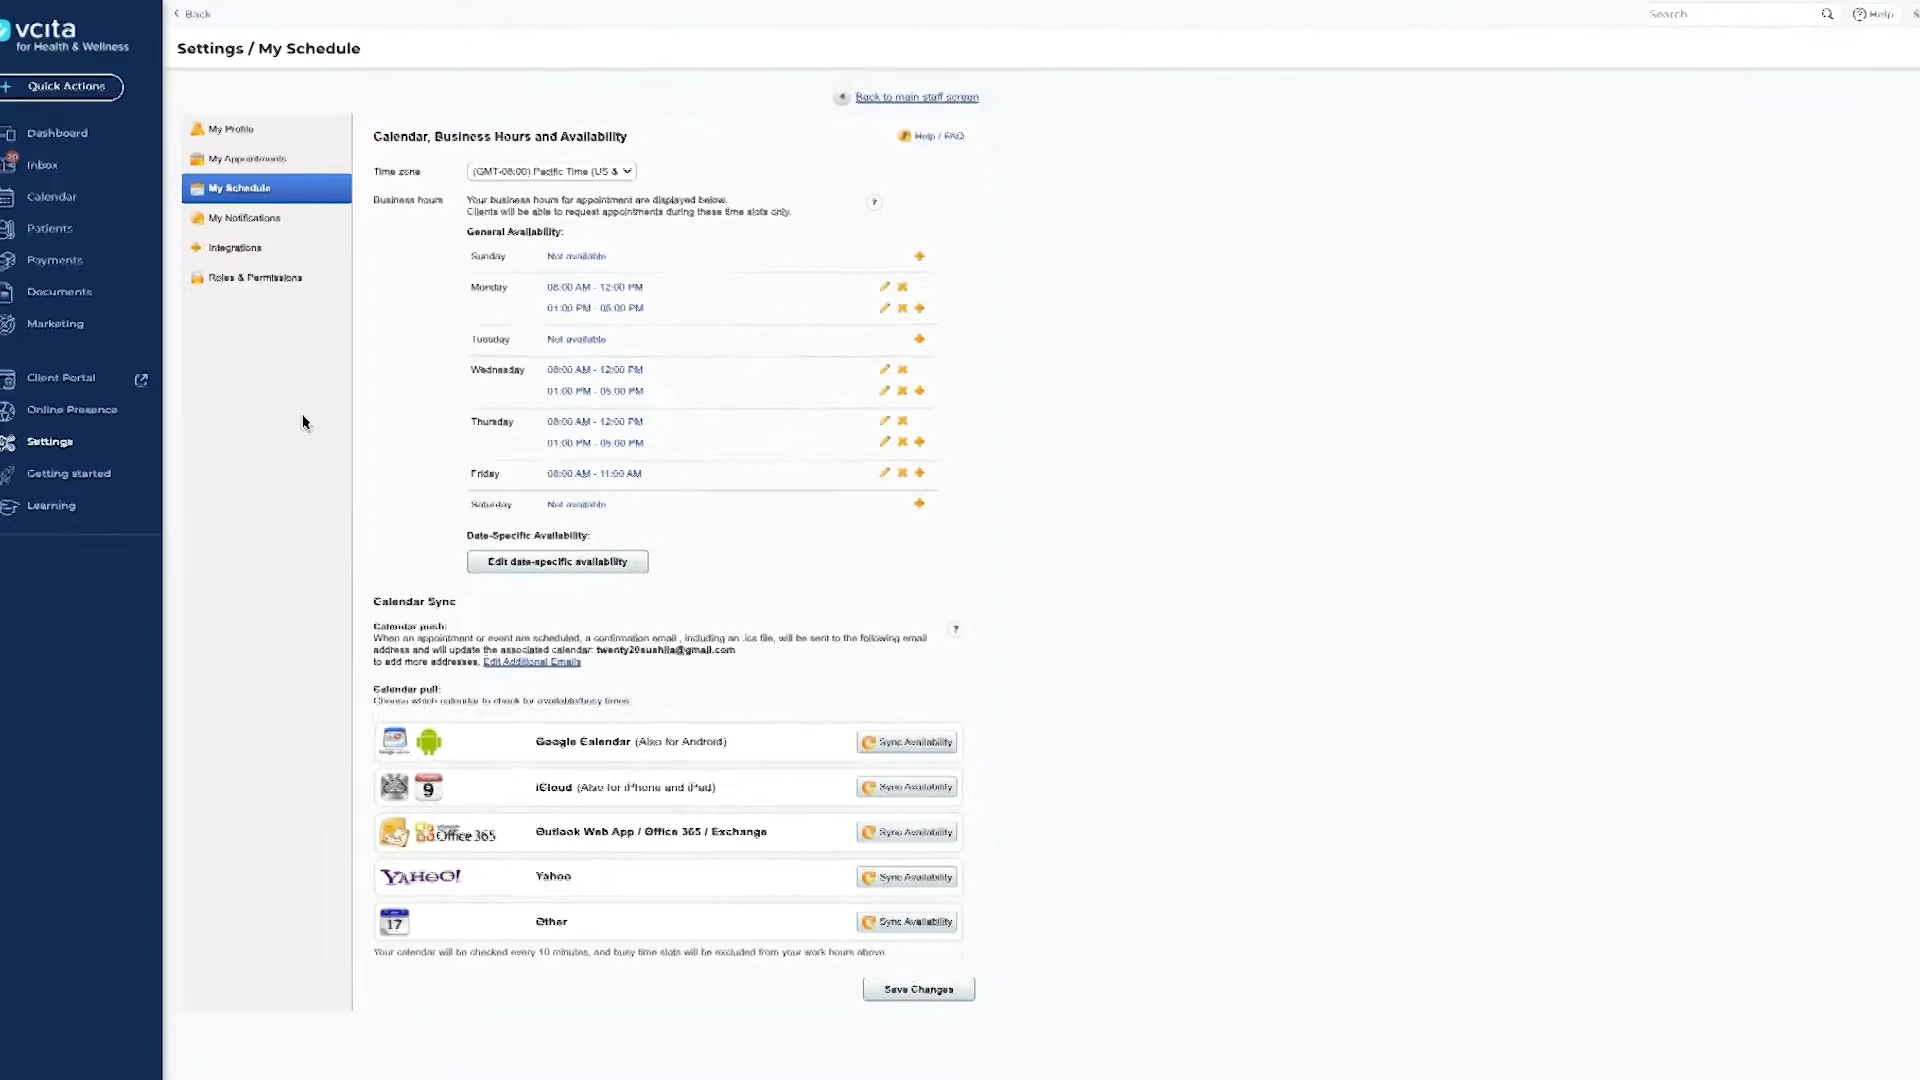 vcita
for Health & Wellness
Quick Actions
Dashboard
Inbox
Calendar
Patients
Payments
Documents
Marketing
Client Portal
Online Presence
Settings
Getting started
Learning
Back
Search
Help
Settings / My Schedule
Back to main staff screen
My Profile
My Appointments
My Schedule
My Notifications
Integrations
Roles & Permissions
Calendar, Business Hours and Availability
Help / FAQ
Time zone
(GMT-08:00) Pacific Time (US &
Business hours
Your business hours for appointment are displayed below.
Clients will be able to request appointments during these time slots only.
?
General Availability:
Sunday Not available
Monday 08:00 AM - 12:00 PM
01:00 PM - 05:00 PM
Tuesday Not available
Wednesday 08:00 AM - 12:00 PM
01:00 PM - 05:00 PM
Thursday 08:00 AM - 12:00 PM
01:00 PM - 05:00 PM
Friday 08:00 AM - 11:00 AM
Saturday Not available
Date-Specific Availability:
Edit date-specific availability
Calendar Sync
Calendar push:
?
When an appointment or event are scheduled, a confirmation email , including an .ics file, will be sent to the following email
address and will update the associated calendar: twenty20sushila@gmail.com
to add more addresses, Edit Additional Emails
Calendar pull:
Choose which calendar to check for available/busy times.
Google Calendar (Also for Android) Sync Availability
9 iCloud (Also for iPhone and iPad) Sync Availability
Office 365 Outlook Web App / Office 365 / Exchange Sync Availability
YAHOO! Yahoo Sync Availability
17 Other Sync Availability
Your calendar will be checked every 10 minutes, and busy time slots will be excluded from your work hours above.
Save Changes